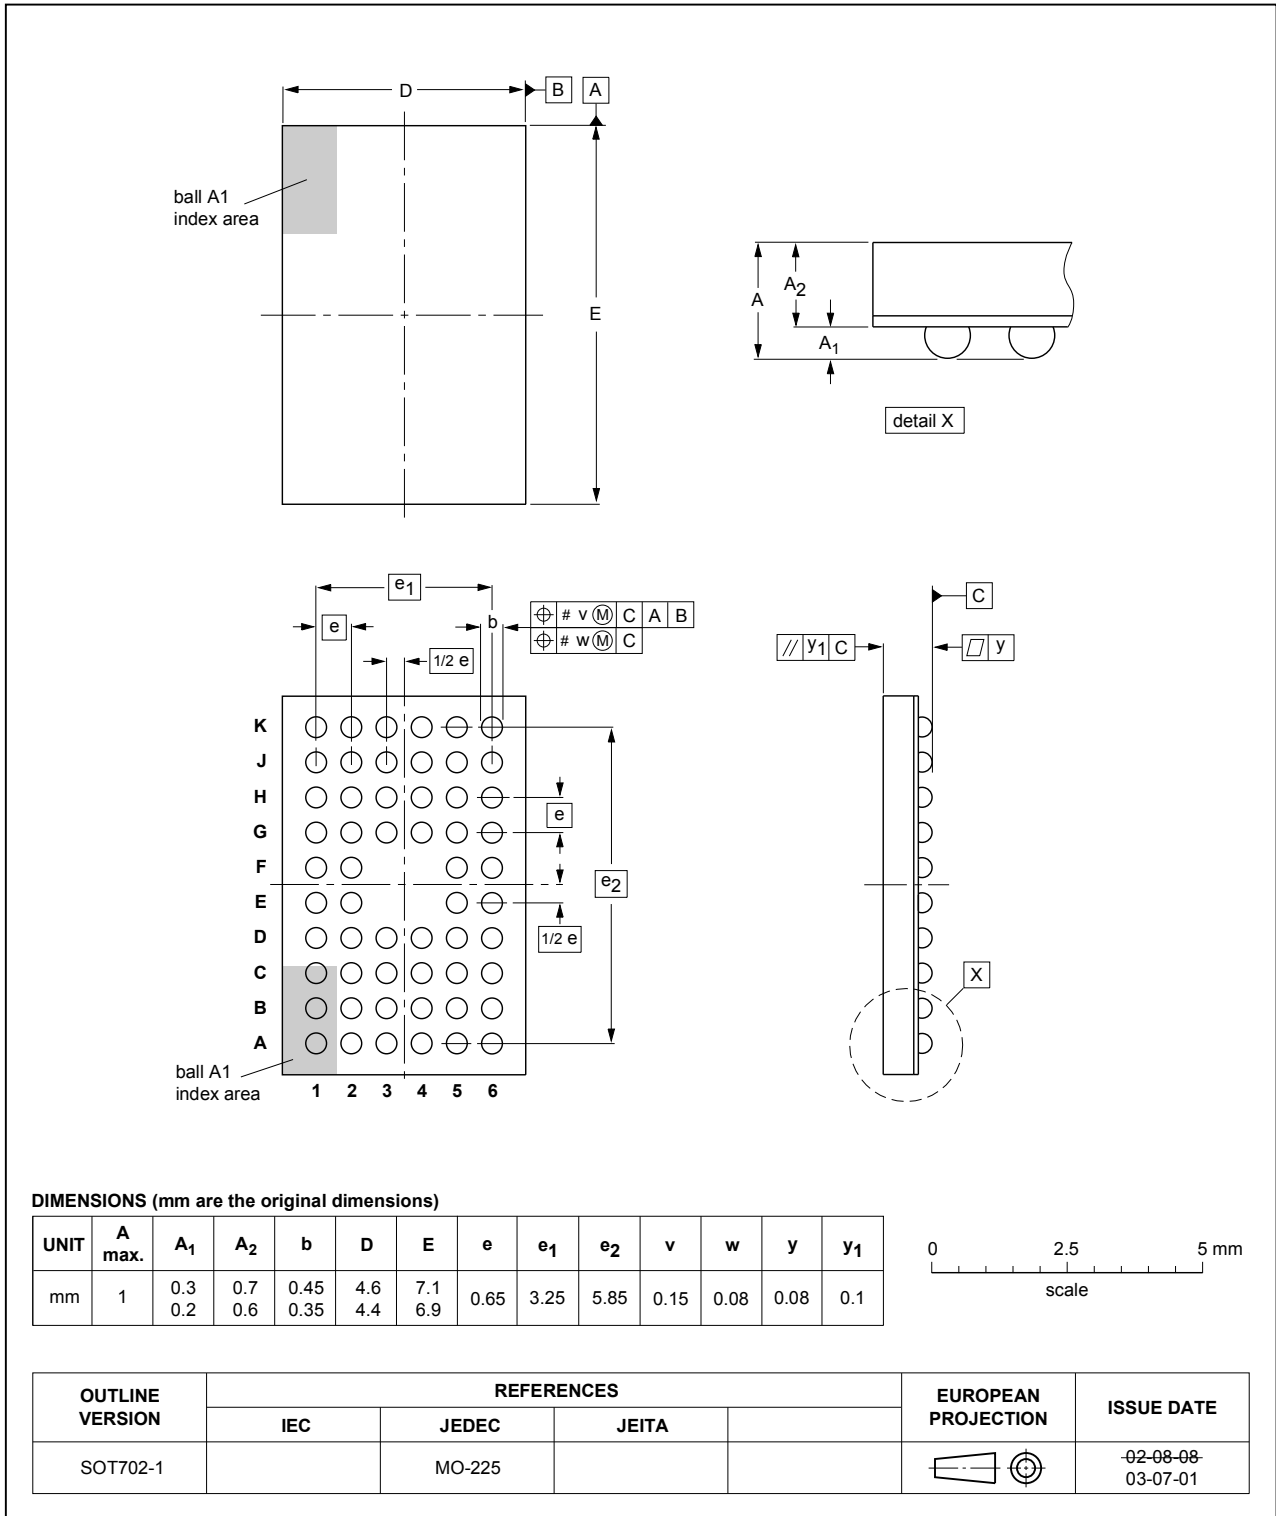 D
B
A
ball A1
index area
E
A
A2
A1
detail X
e1
e
b
# v M C A B
# w M C
1/2 e
K
J
H
G
F
E
D
C
B
A
e
e2
1/2 e
ball A1
index area
1 2 3 4 5 6
C
// y1 C
y
X
DIMENSIONS (mm are the original dimensions)
UNIT A max. A1 A2 b D E e e1 e2 v w y y1
mm 1 0.3 0.2 0.7 0.6 0.45 0.35 4.6 4.4 7.1 6.9 0.65 3.25 5.85 0.15 0.08 0.08 0.1
0 2.5 5 mm
scale
OUTLINE VERSION REFERENCES EUROPEAN PROJECTION ISSUE DATE
IEC JEDEC JEITA
SOT702-1 MO-225 02-08-08
03-07-01